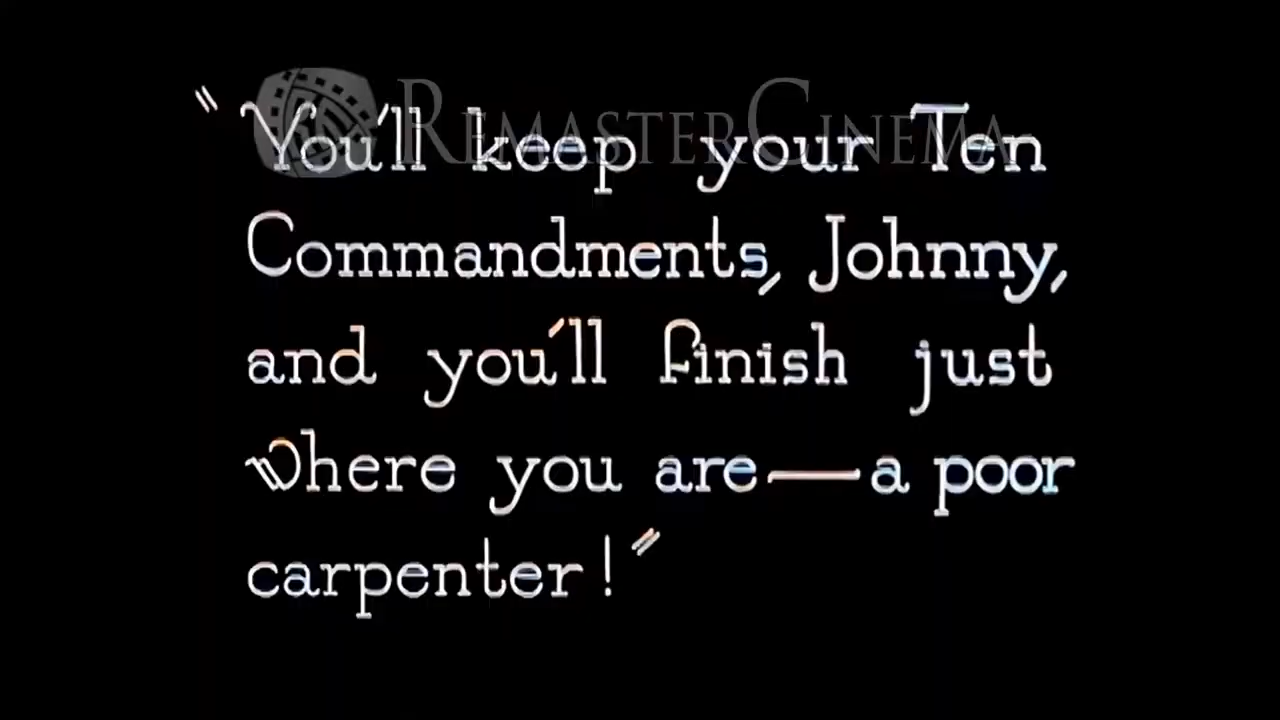 REMASTERCINEMA
"You'll keep your Ten
Commandments, Johnny,
and you'll finish just
where you are—a poor
carpenter!"